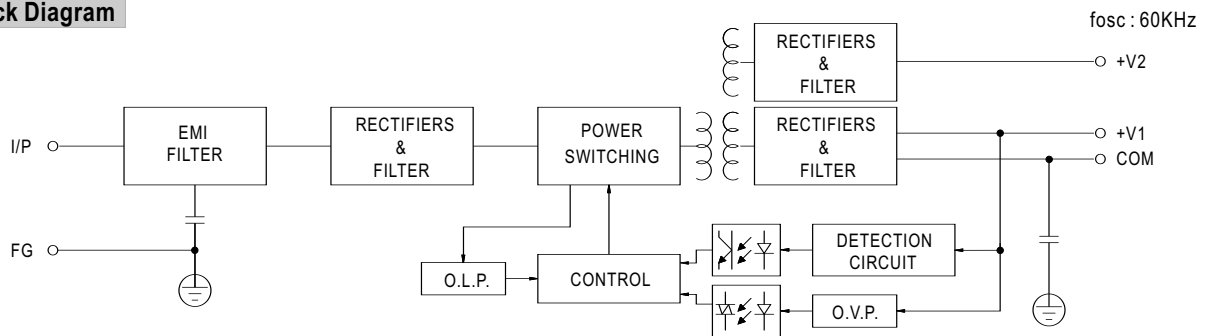 ck Diagram
fosc : 60KHz
RECTIFIERS
&
FILTER
+V2
I/P
EMI
FILTER
RECTIFIERS
&
FILTER
POWER
SWITCHING
RECTIFIERS
&
FILTER
+V1
COM
FG
O.L.P.
CONTROL
DETECTION
CIRCUIT
O.V.P.